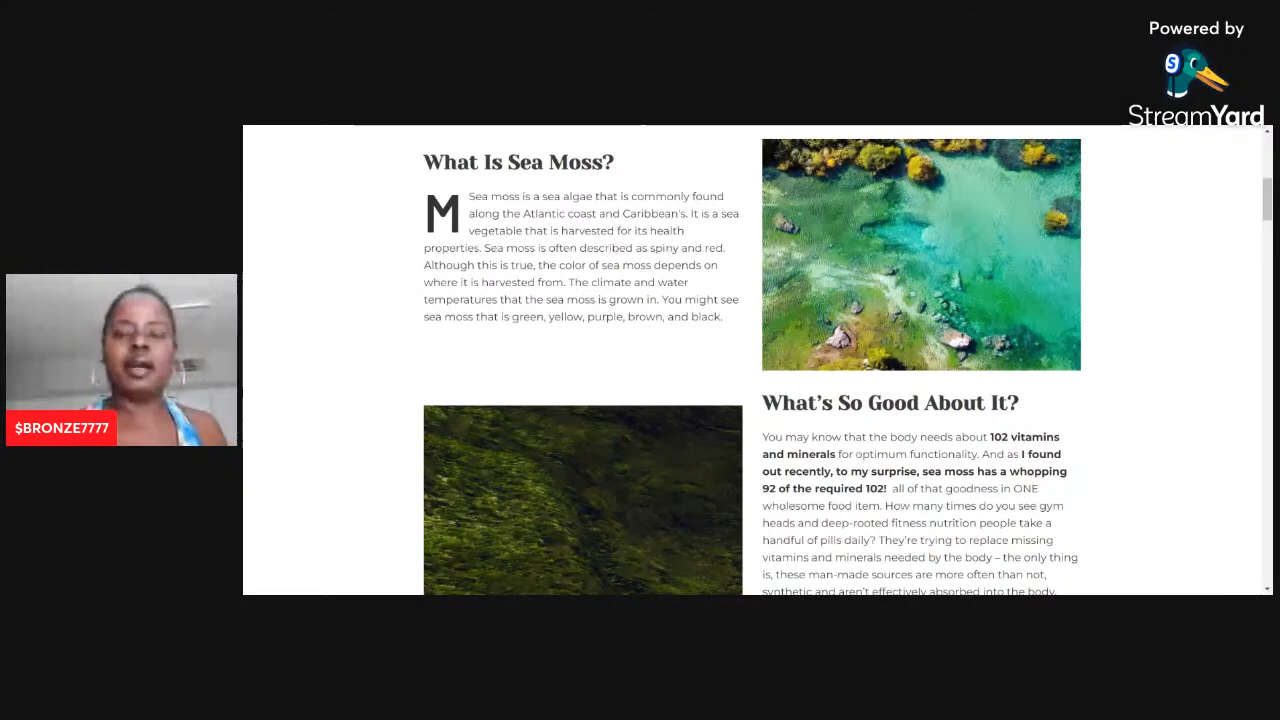 Powered by
S
StreamYard
What Is Sea Moss?
M
Sea moss is a sea algae that is commonly found
along the Atlantic coast and Caribbean's. It is a sea
vegetable that is harvested for its health
properties. Sea moss is often described as spiny and red.
Although this is true, the color of sea moss depends on
where it is harvested from. The climate and water
temperatures that the sea moss is grown in. You might see
sea moss that is green, yellow, purple, brown, and black.
What's So Good About It?
You may know that the body needs about 102 vitamins
and minerals for optimum functionality. And as I found
out recently, to my surprise, sea moss has a whopping
92 of the required 102! all of that goodness in ONE
wholesome food item. How many times do you see gym
heads and deep-rooted fitness nutrition people take a
handful of pills daily? They're trying to replace missing
vitamins and minerals needed by the body – the only thing
is, these man-made sources are more often than not,
synthetic and aren't effectively absorbed into the body.
$BRONZE7777